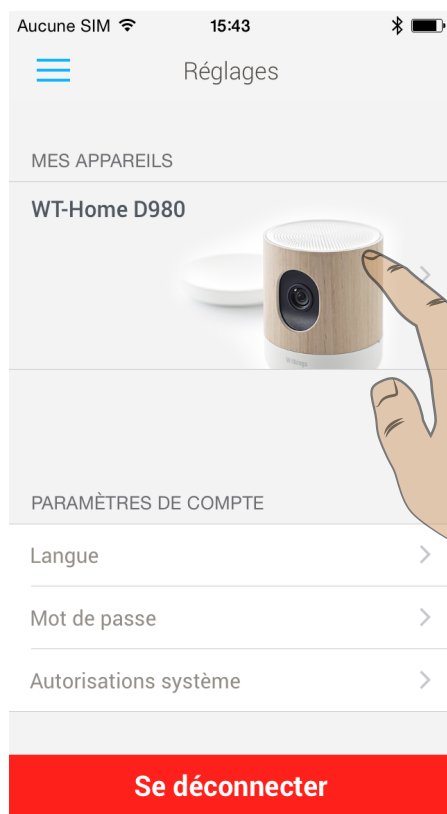 Aucune SIM 15:43
Réglages
MES APPAREILS
WT-Home D980
Withings
PARAMÈTRES DE COMPTE
Langue
Mot de passe
Autorisations système
Se déconnecter